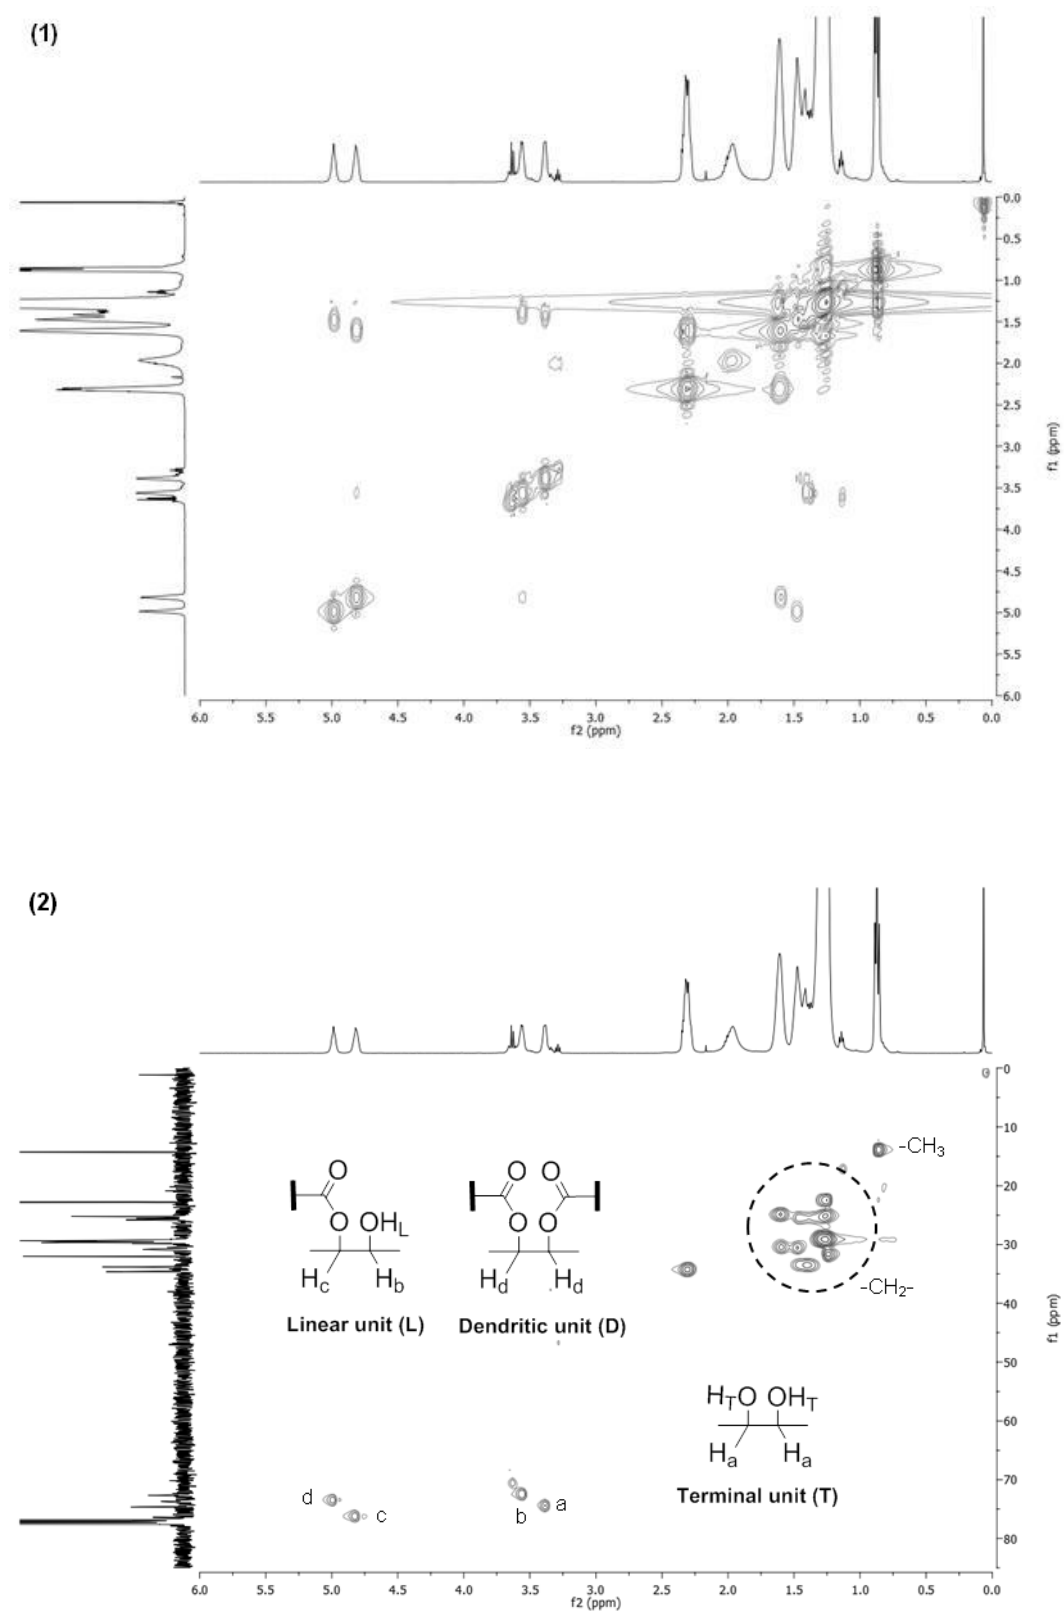 (1)
0.0
0.5
1.0
1.5
2.0
2.5
3.0
3.5
4.0
4.5
5.0
5.5
6.0
f1 (ppm)
6.0 5.5 5.0 4.5 4.0 3.5 3.0 2.5 2.0 1.5 1.0 0.5 0.0
f2 (ppm)
(2)
0
10
20
30
40
50
60
70
80
f1 (ppm)
-CH3
-CH2-
O O
O OHL O O
Hc Hb Hd Hd
Linear unit (L) Dendritic unit (D)
HTO OHT
Ha Ha
Terminal unit (T)
d c b a
6.0 5.5 5.0 4.5 4.0 3.5 3.0 2.5 2.0 1.5 1.0 0.5 0.0
f2 (ppm)